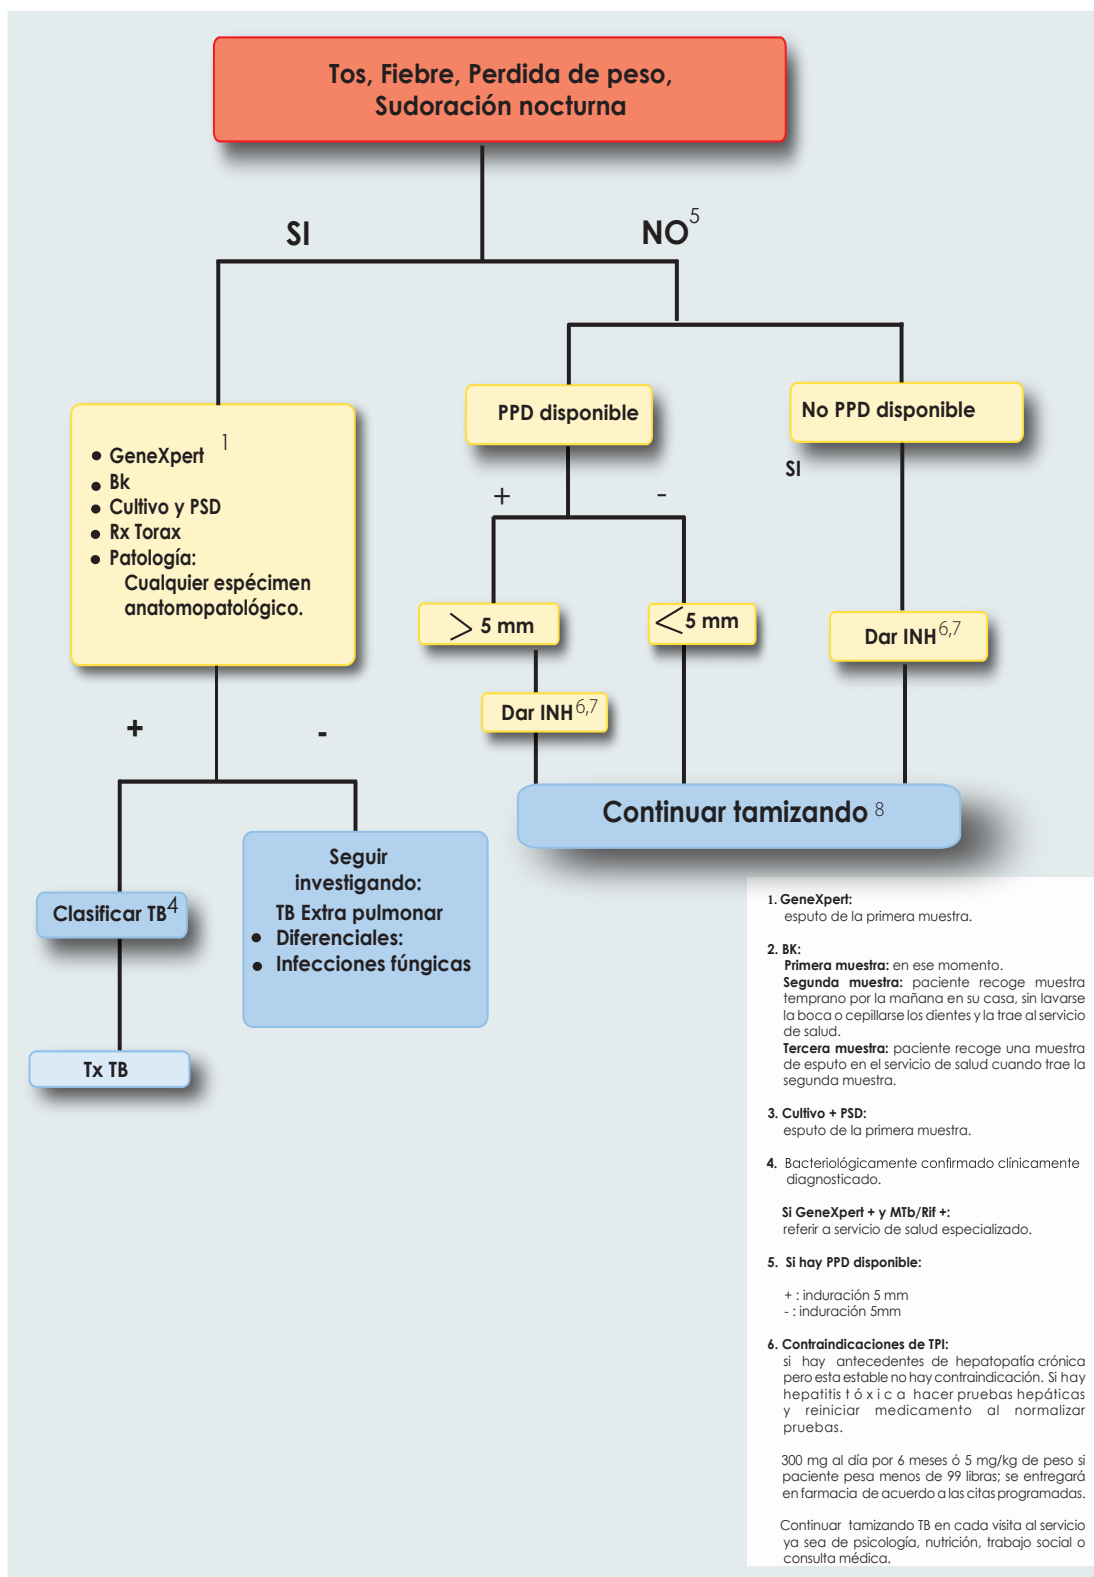 Tos, Fiebre, Perdida de peso,
Sudoración nocturna
SI
NO5
GeneXpert 1
Bk
Cultivo y PSD
Rx Torax
Patología:
Cualquier espécimen
anatomopatológico.
PPD disponible
No PPD disponible
SI
+
-
> 5 mm
< 5 mm
Dar INH6,7
Dar INH6,7
Continuar tamizando 8
+
-
Clasificar TB4
Tx TB
Seguir
investigando:
TB Extra pulmonar
• Diferenciales:
• Infecciones fúngicas
1. GeneXpert:
esputo de la primera muestra.
2. BK:
Primera muestra: en ese momento.
Segunda muestra: paciente recoge muestra
temprano por la mañana en su casa, sin lavarse
la boca o cepillarse los dientes y la trae al servicio
de salud.
Tercera muestra: paciente recoge una muestra
de esputo en el servicio de salud cuando trae la
segunda muestra.
3. Cultivo + PSD:
esputo de la primera muestra.
4. Bacteriológicamente confirmado clínicamente
diagnosticado.
Si GeneXpert + y MTb/Rif +:
referir a servicio de salud especializado.
5. Si hay PPD disponible:
+ : induración 5 mm
- : induración 5mm
6. Contraindicaciones de TPI:
si hay antecedentes de hepatopatía crónica
pero esta estable no hay contraindicación. Si hay
hepatitis t ó x i c a hacer pruebas hepáticas
y reiniciar medicamento al normalizar
pruebas.
300 mg al día por 6 meses ó 5 mg/kg de peso si
paciente pesa menos de 99 libras; se entregará
en farmacia de acuerdo a las citas programadas.
Continuar tamizando TB en cada visita al servicio
ya sea de psicología, nutrición, trabajo social o
consulta médica.